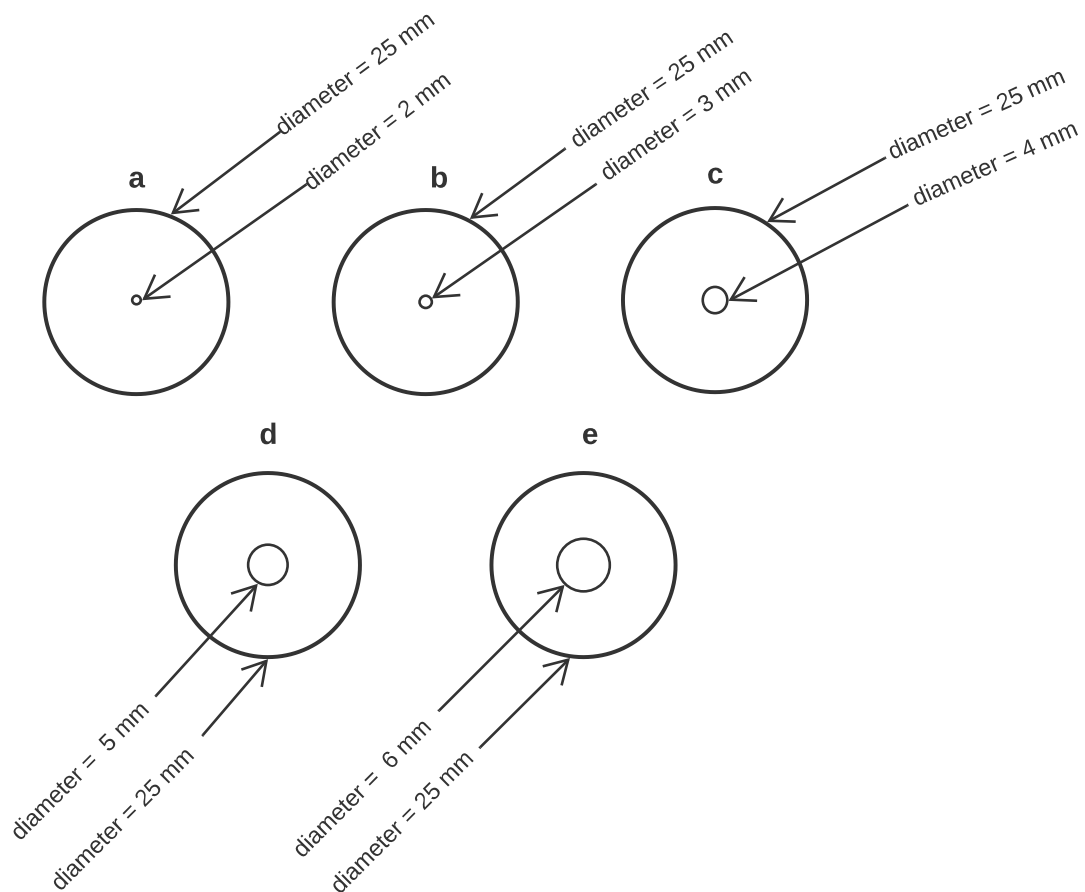 diameter = 25 mm
diameter = 2 mm
a
diameter = 25 mm
diameter = 3 mm
b
diameter = 25 mm
diameter = 4 mm
c
d
diameter =  5 mm
diameter = 25 mm
e
diameter =  6 mm
diameter = 25 mm